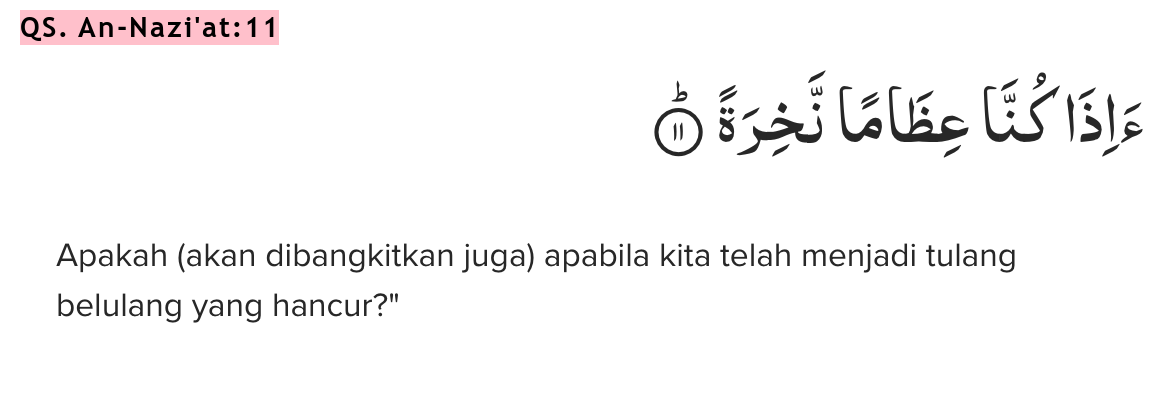 QS. An-Nazi'at:11
ءَاِذَا كُنَّا عِظَامًا نَّخِرَةً ۗ ١١
Apakah (akan dibangkitkan juga) apabila kita telah menjadi tulang
belulang yang hancur?"